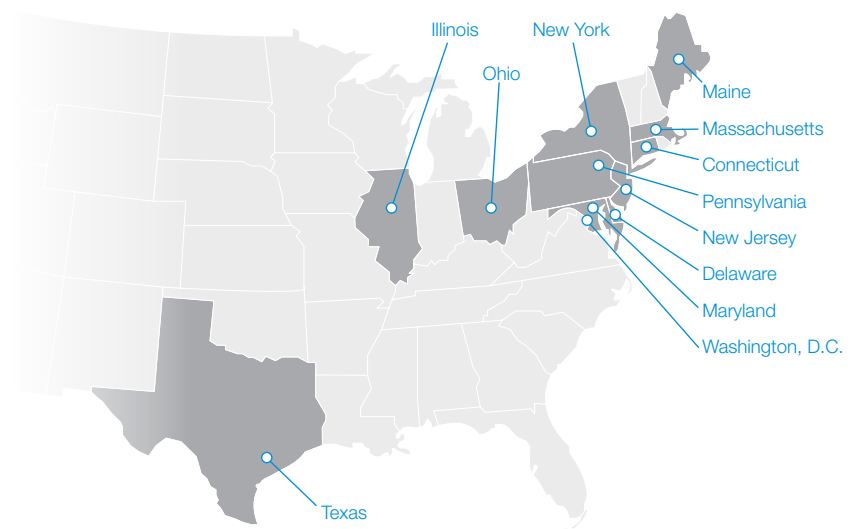 Illinois
New York
Ohio
Maine
Massachusetts
Connecticut
Pennsylvania
New Jersey
Delaware
Maryland
Washington, D.C.
Texas